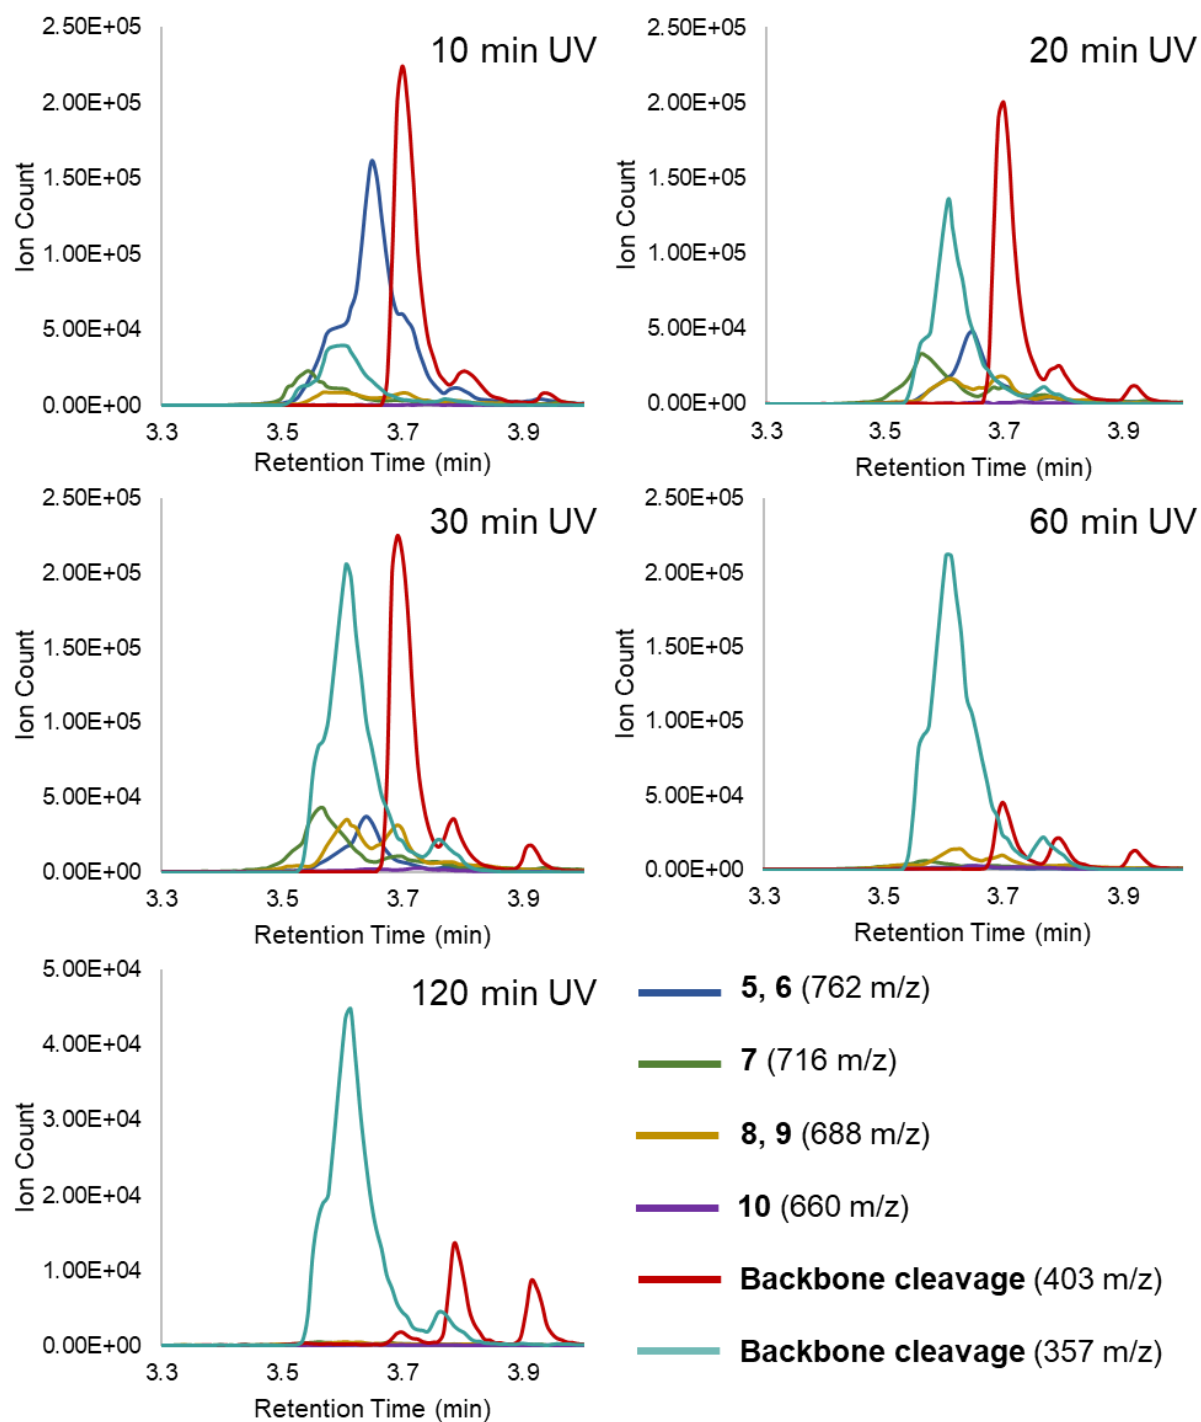 10 min UV
Ion Count
2.50E+05
2.00E+05
1.50E+05
1.00E+05
5.00E+04
0.00E+00
3.3 3.5 3.7 3.9
Retention Time (min)
20 min UV
Ion Count
2.50E+05
2.00E+05
1.50E+05
1.00E+05
5.00E+04
0.00E+00
3.3 3.5 3.7 3.9
Retention Time (min)
30 min UV
Ion Count
2.50E+05
2.00E+05
1.50E+05
1.00E+05
5.00E+04
0.00E+00
3.3 3.5 3.7 3.9
Retention Time (min)
60 min UV
Ion Count
2.50E+05
2.00E+05
1.50E+05
1.00E+05
5.00E+04
0.00E+00
3.3 3.5 3.7 3.9
Retention Time (min)
120 min UV
Ion Count
5.00E+04
4.00E+04
3.00E+04
2.00E+04
1.00E+04
0.00E+00
3.3 3.5 3.7 3.9
Retention Time (min)
5, 6 (762 m/z)
7 (716 m/z)
8, 9 (688 m/z)
10 (660 m/z)
Backbone cleavage (403 m/z)
Backbone cleavage (357 m/z)